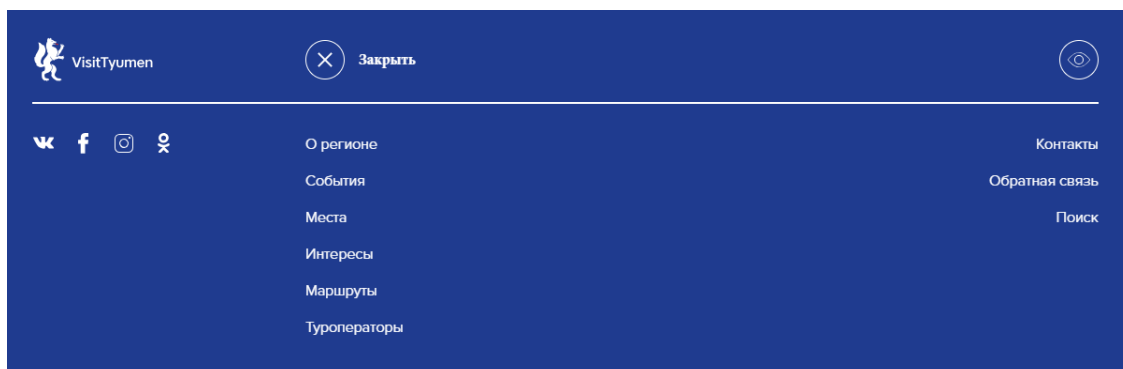 VisitTyumen
Закрыть
О регионе
События
Места
Интересы
Маршруты
Туроператоры
Контакты
Обратная связь
Поиск